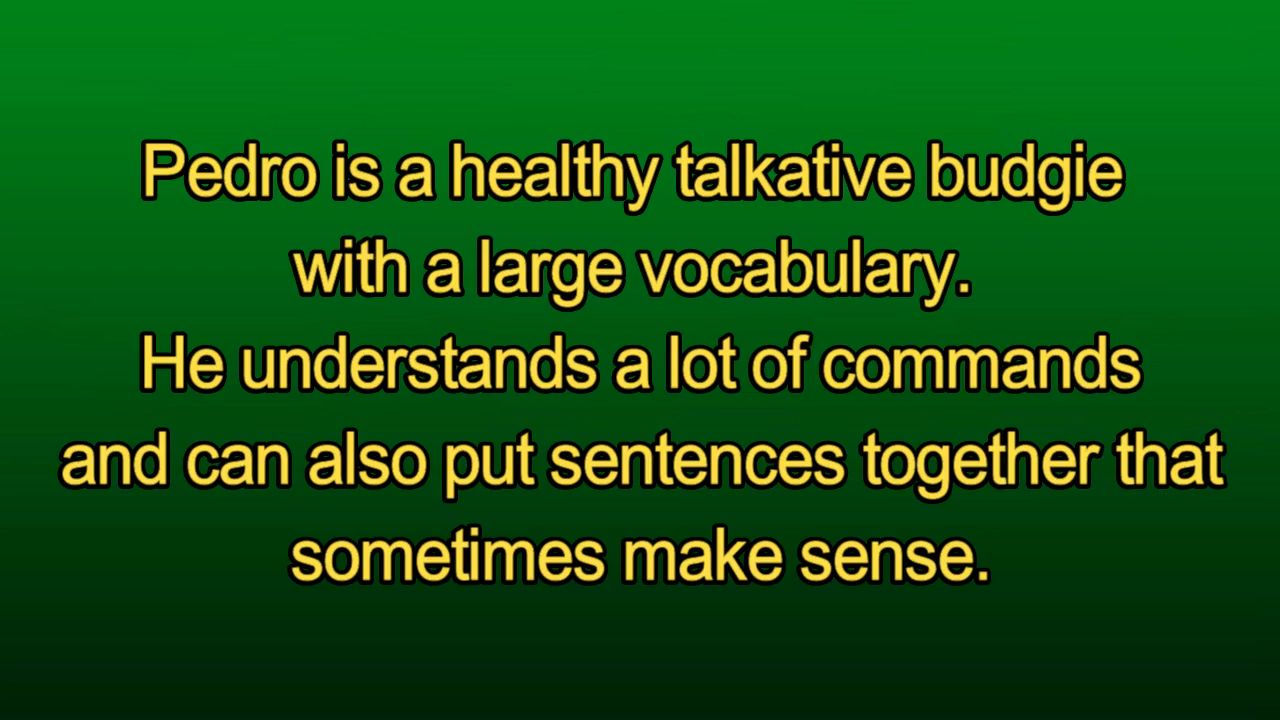 Pedro is a healthy talkative budgie
with a large vocabulary.
He understands a lot of commands
and can also put sentences together that
sometimes make sense.